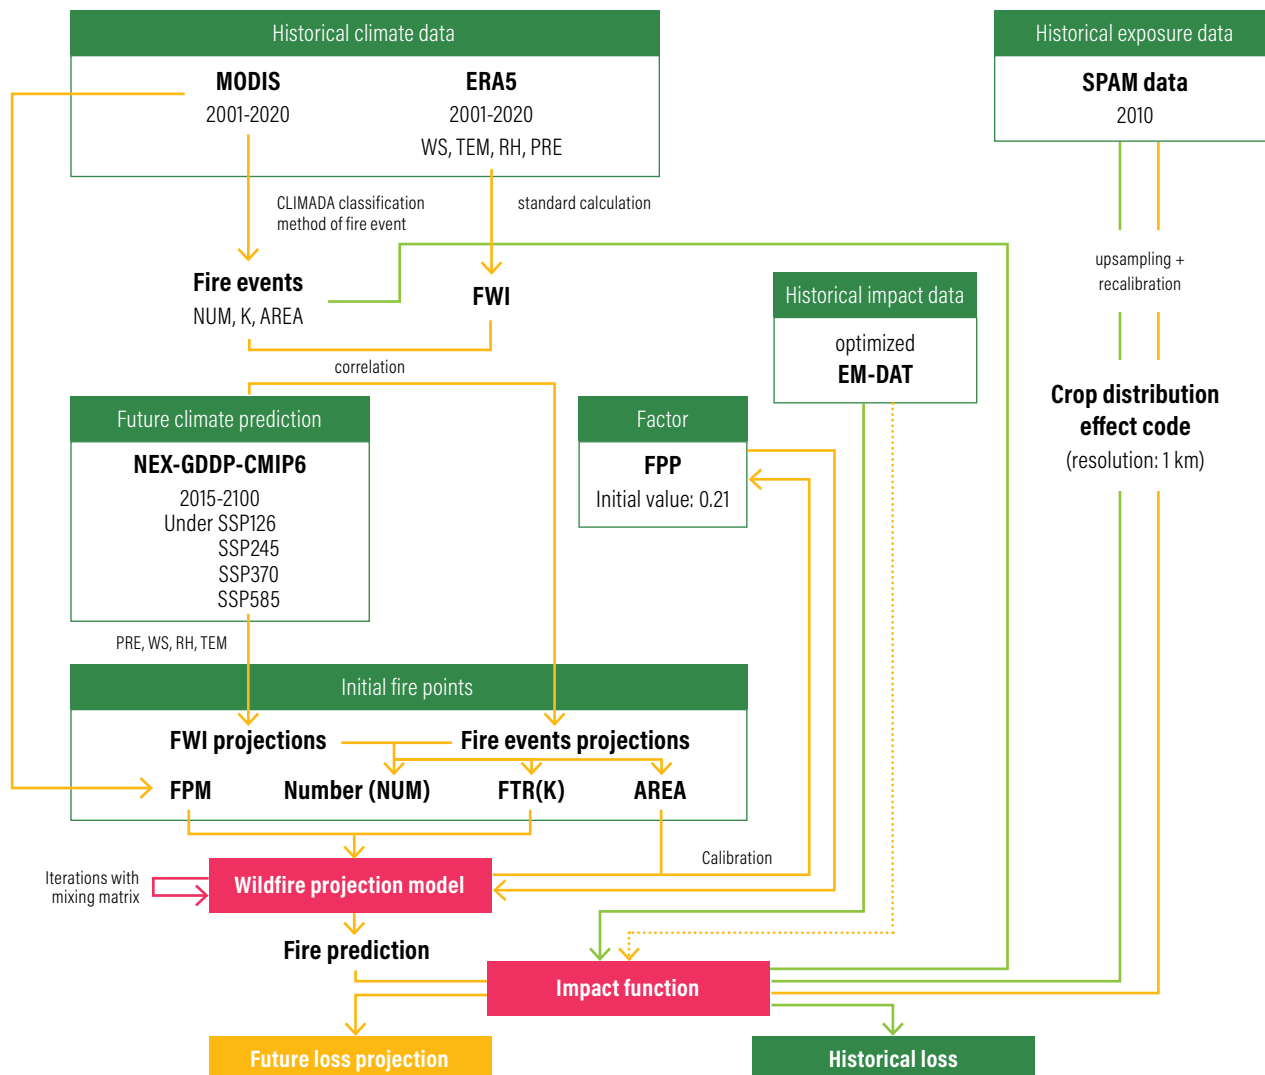 Historical climate data
MODIS
2001-2020
ERA5
2001-2020
WS, TEM, RH, PRE
Historical exposure data
SPAM data
2010
CLIMADA classification
method of fire event
standard calculation
upsampling +
recalibration
Fire events
NUM, K, AREA
FWI
Historical impact data
optimized
EM-DAT
correlation
Crop distribution
effect code
(resolution: 1 km)
Future climate prediction
NEX-GDDP-CMIP6
2015-2100
Under SSP126
SSP245
SSP370
SSP585
Factor
FPP
Initial value: 0.21
PRE, WS, RH, TEM
Initial fire points
FWI projections
Fire events projections
FPM
Number (NUM)
FTR(K)
AREA
Calibration
Iterations with
mixing matrix
Wildfire projection model
Fire prediction
Impact function
Future loss projection
Historical loss